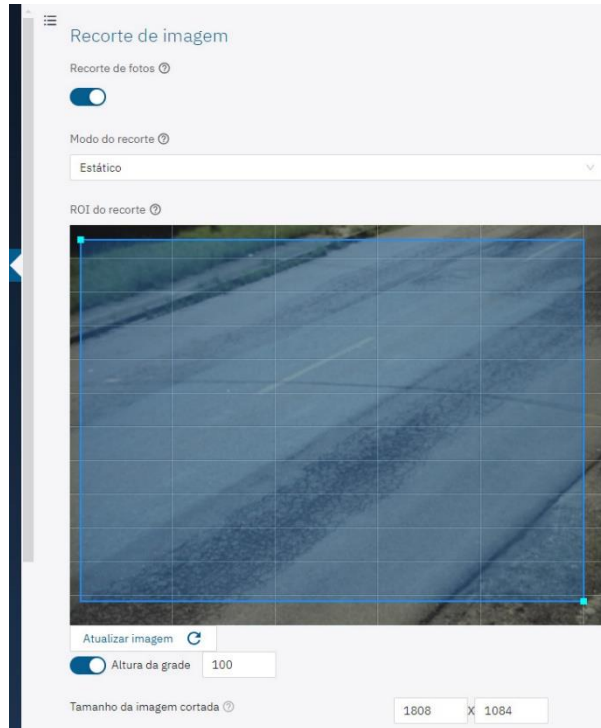 Recorte de imagem
Recorte de fotos
Modo do recorte
Estático
ROI do recorte
Atualizar imagem
Altura da grade 100
Tamanho da imagem cortada 1808 X 1084